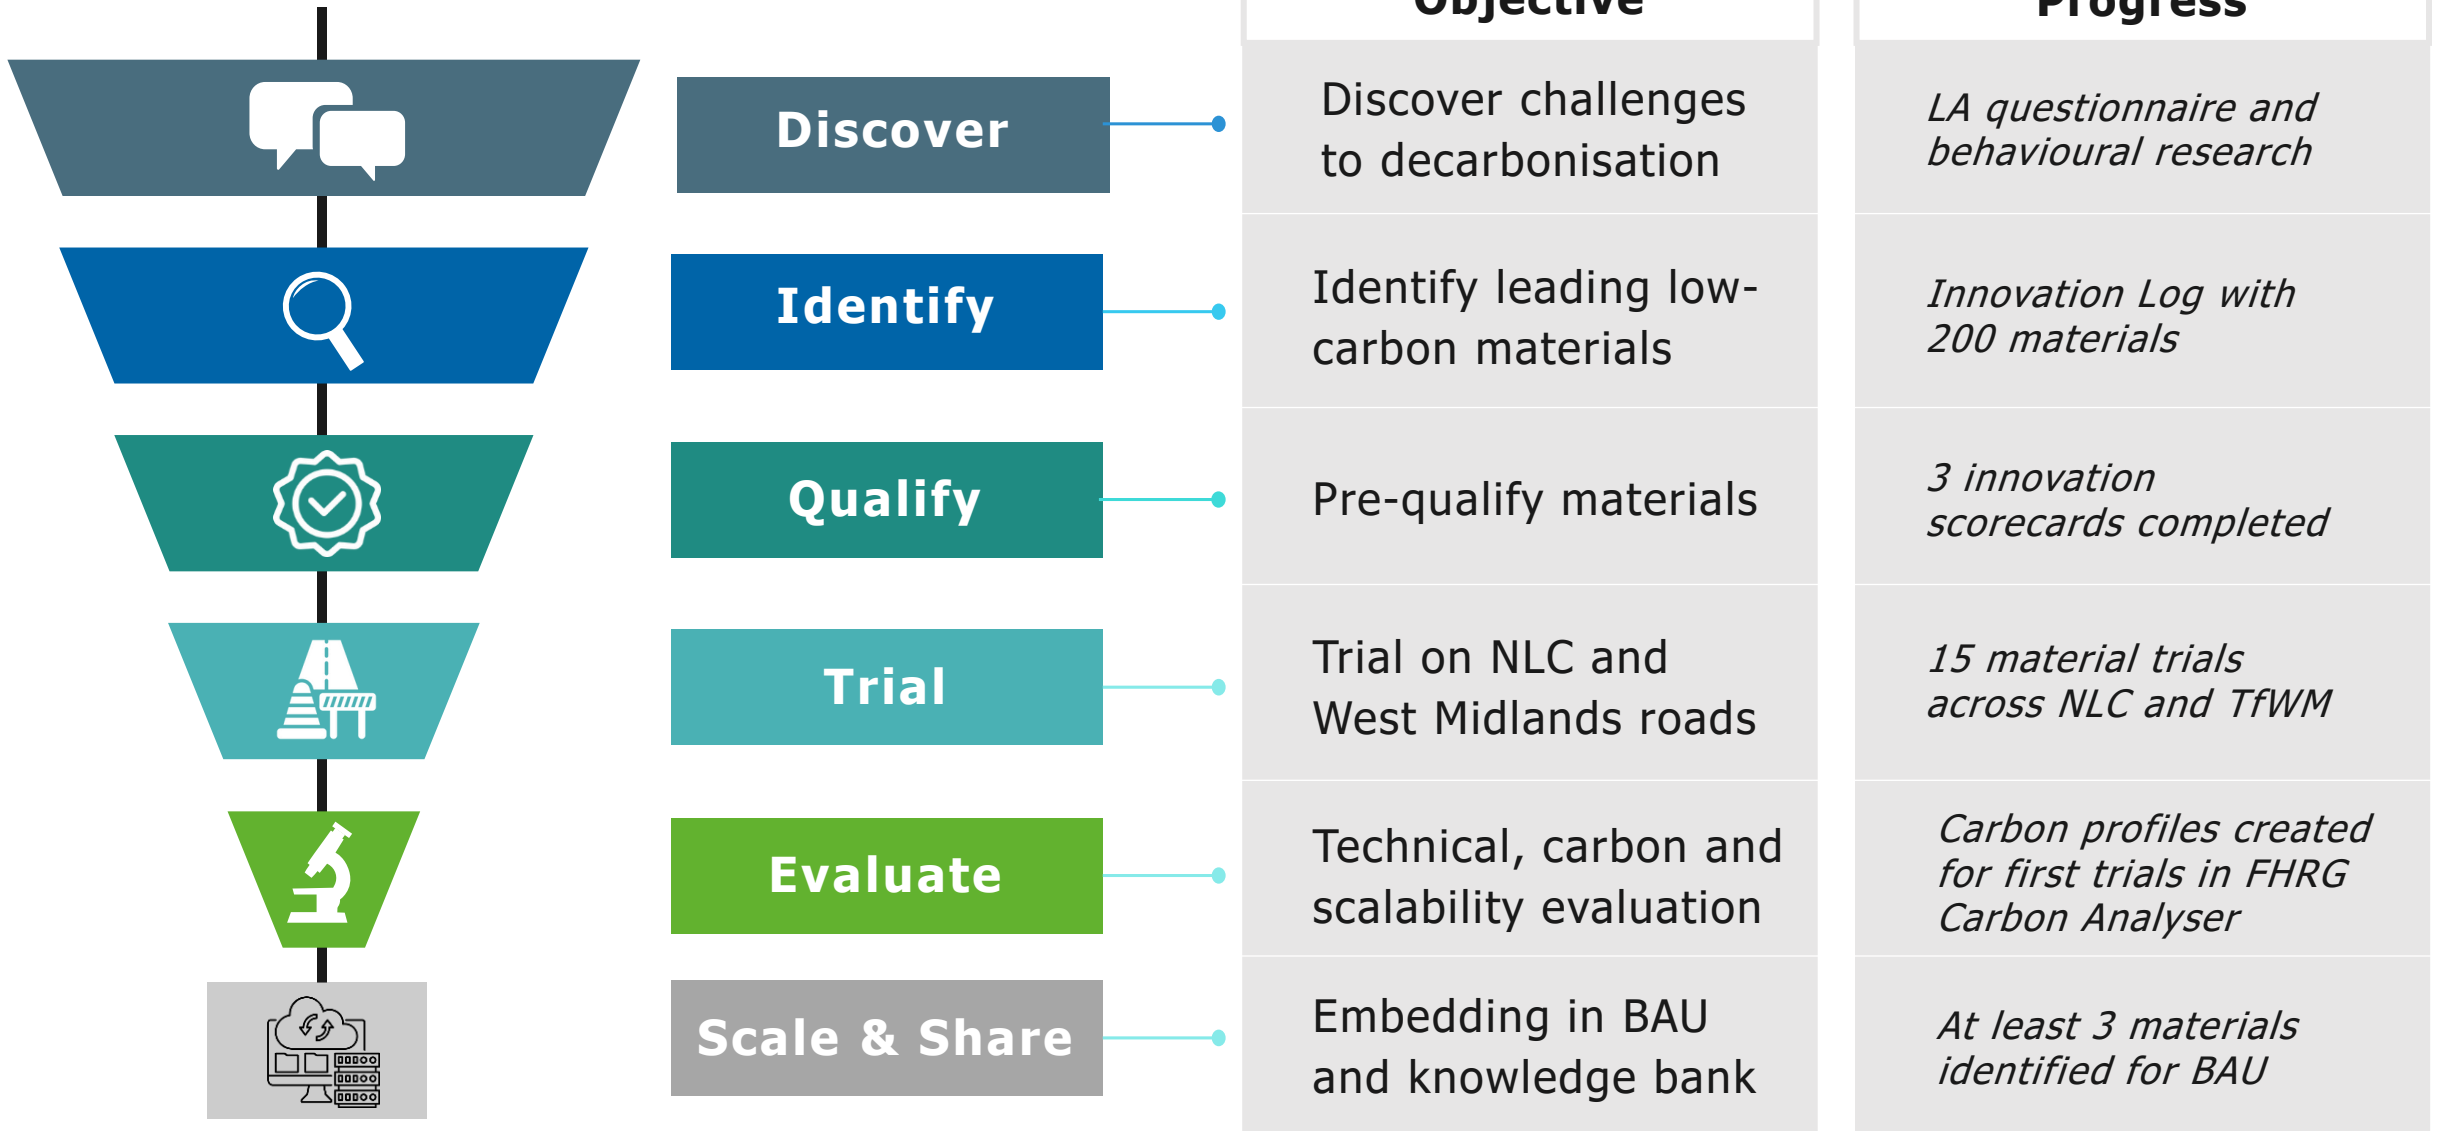 Objective
Progress
Discover
Discover challenges
to decarbonisation
LA questionnaire and
behavioural research
Identify
Identify leading low-
carbon materials
Innovation Log with
200 materials
Qualify
Pre-qualify materials
3 innovation
scorecards completed
Trial
Trial on NLC and
West Midlands roads
15 material trials
across NLC and TfWM
Evaluate
Technical, carbon and
scalability evaluation
Carbon profiles created
for first trials in FHRG
Carbon Analyser
Scale & Share
Embedding in BAU
and knowledge bank
At least 3 materials
identified for BAU